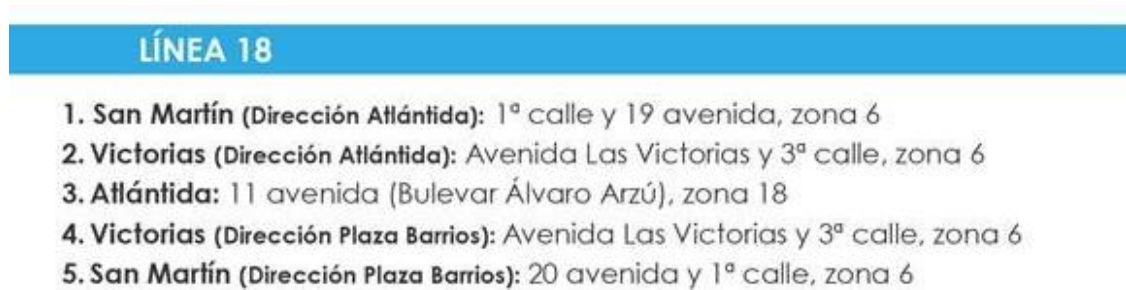 LÍNEA 18
1. San Martín (Dirección Atlántida): 1ª calle y 19 avenida, zona 6
2. Victorias (Dirección Atlántida): Avenida Las Victorias y 3ª calle, zona 6
3. Atlántida: 11 avenida (Bulevar Álvaro Arzú), zona 18
4. Victorias (Dirección Plaza Barrios): Avenida Las Victorias y 3ª calle, zona 6
5. San Martín (Dirección Plaza Barrios): 20 avenida y 1ª calle, zona 6